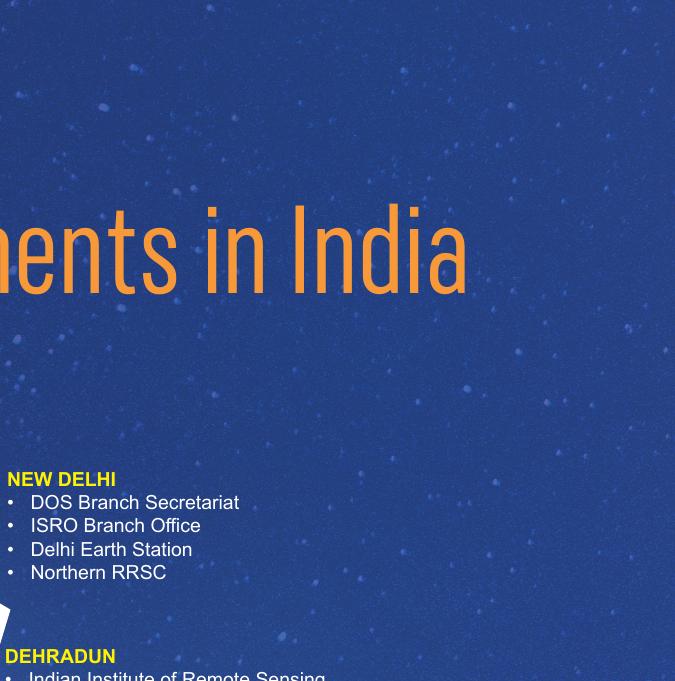 ents in India
NEW DELHI
• DOS Branch Secretariat
• ISRO Branch Office
• Delhi Earth Station
• Northern RRSC
DEHRADUN
• Indian Institute of Remote Sensing